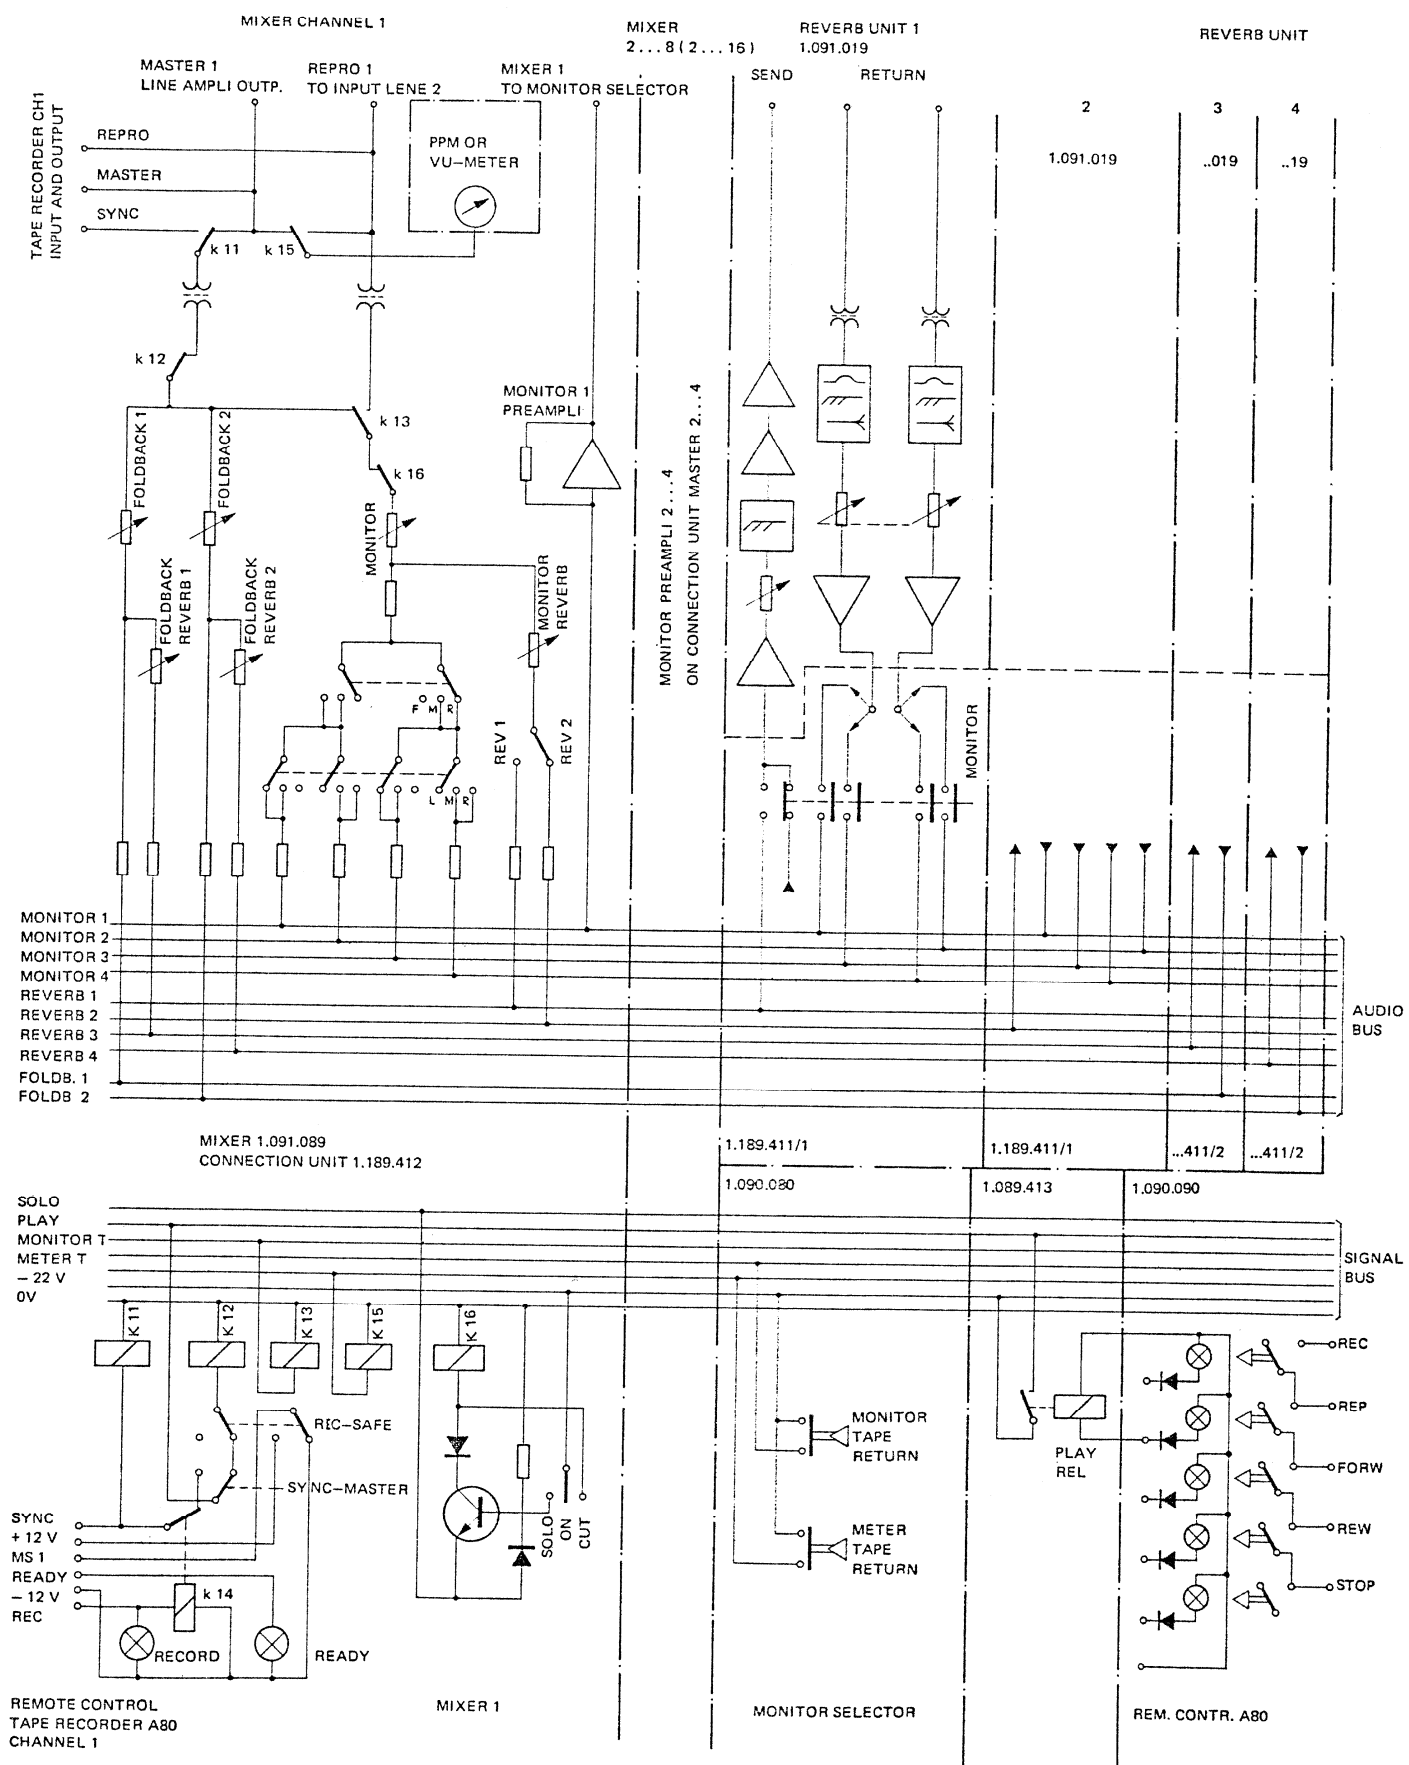 MIXER CHANNEL 1
MIXER
2...8(2...16)
REVERB UNIT 1
1.091.019
REVERB UNIT
MASTER 1
LINE AMPLI OUTP.
REPRO 1
TO INPUT LENE 2
MIXER 1
TO MONITOR SELECTOR
SEND
RETURN
2
3
4
TAPE RECORDER CH1
INPUT AND OUTPUT
REPRO
MASTER
SYNC
PPM OR
VU-METER
1.091.019
..019
..19
k 11
k 15
k 12
k 13
k 16
MONITOR 1
PREAMPLI
FOLDBACK 1
FOLDBACK 2
MONITOR
FOLDBACK
REVERB 1
FOLDBACK
REVERB 2
MONITOR
REVERB
MONITOR PREAMPLI 2...4
ON CONNECTION UNIT MASTER 2...4
F M R
L M R
REV 1
REV 2
MONITOR
MONITOR 1
MONITOR 2
MONITOR 3
MONITOR 4
REVERB 1
REVERB 2
REVERB 3
REVERB 4
FOLDB. 1
FOLDB 2
AUDIO
BUS
MIXER 1.091.089
CONNECTION UNIT 1.189.412
1.189.411/1
1.189.411/1
...411/2
...411/2
1.090.080
1.089.413
1.090.090
SOLO
PLAY
MONITOR T
METER T
- 22 V
0V
SIGNAL
BUS
K 11
K 12
K 13
K 15
K 16
REC-SAFE
SYNC-MASTER
SYNC
+ 12 V
MS 1
READY
- 12 V
REC
k 14
RECORD
READY
SOLO
ON
CUT
MONITOR
TAPE
RETURN
METER
TAPE
RETURN
PLAY
REL
REC
REP
FORW
REW
STOP
REMOTE CONTROL
TAPE RECORDER A80
CHANNEL 1
MIXER 1
MONITOR SELECTOR
REM. CONTR. A80